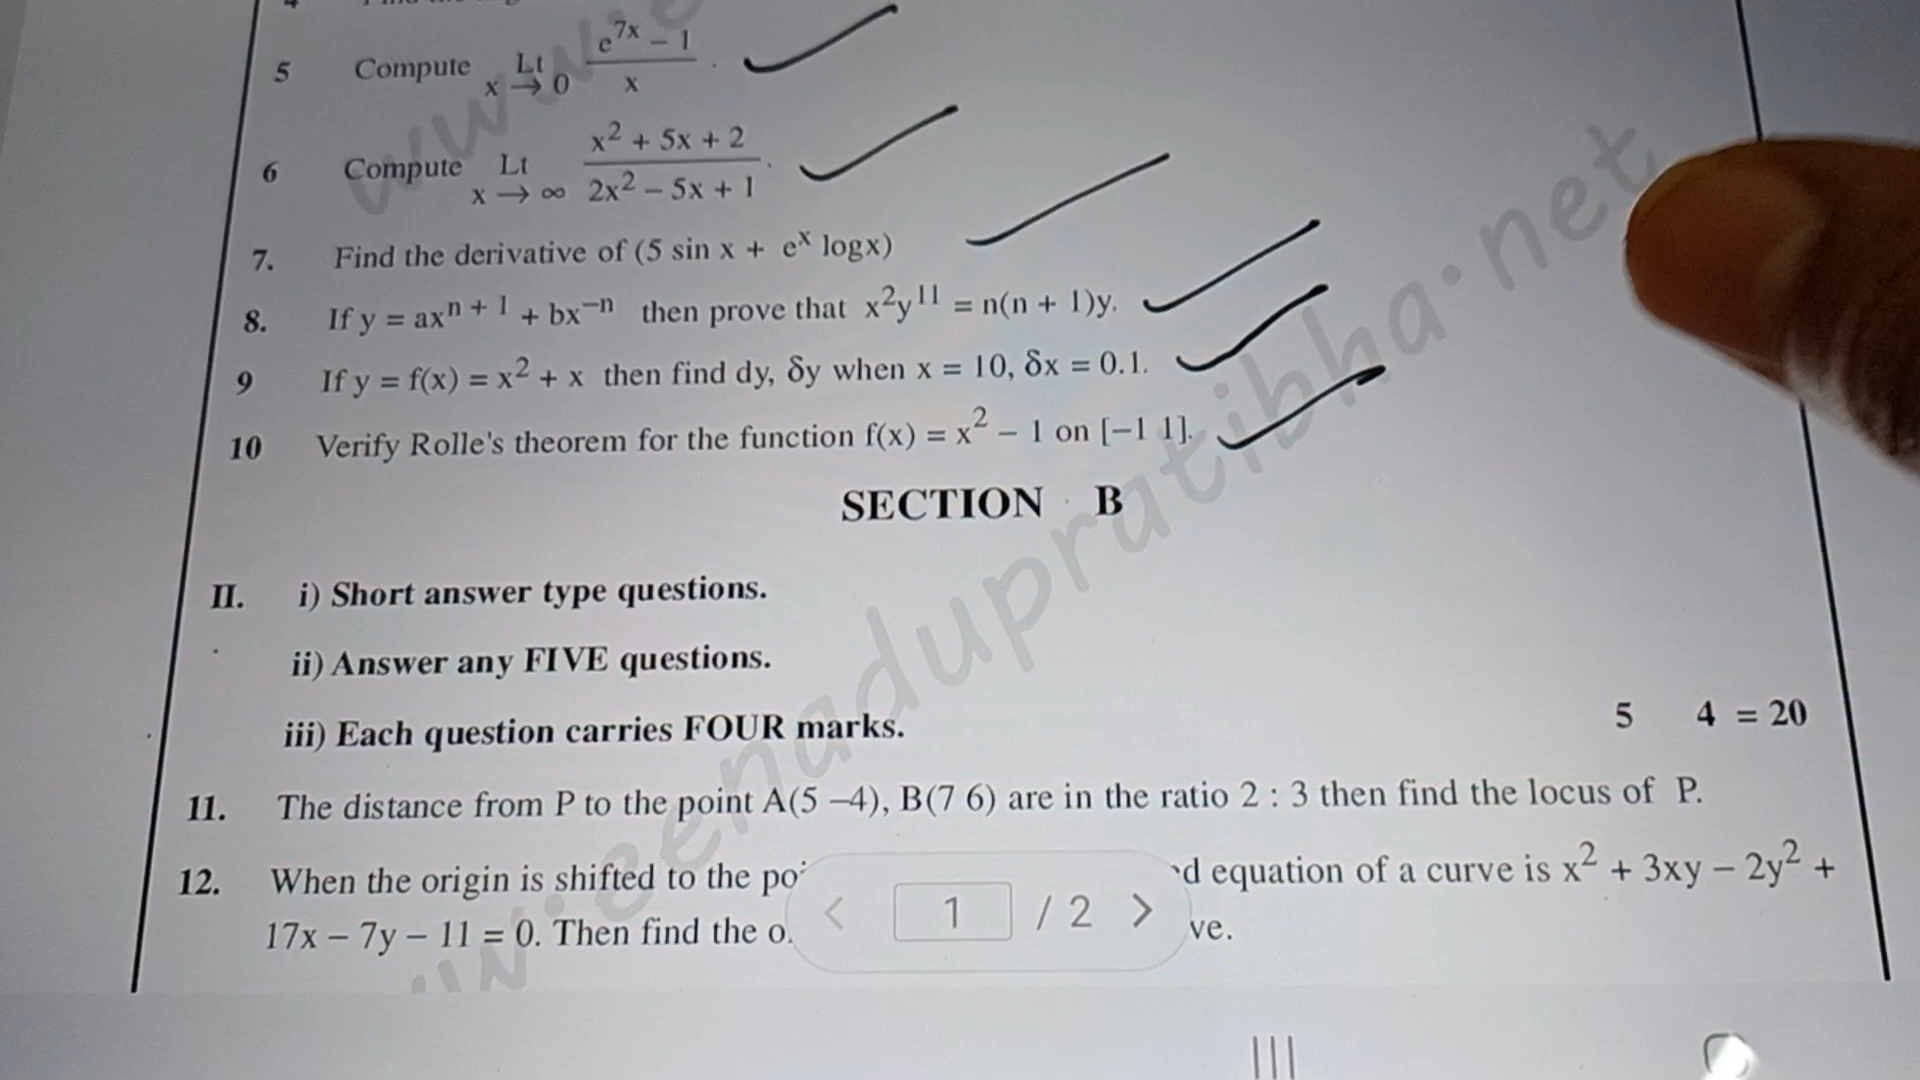 5 Compute Lt x → 0 e^7x − 1 / x .
6 Compute Lt x → ∞ x^2 + 5x + 2 / 2x^2 − 5x + 1 .
7. Find the derivative of (5 sin x + e^x logx)
8. If y = ax^n + 1 + bx^−n then prove that x^2y^11 = n(n + 1)y.
9 If y = f(x) = x^2 + x then find dy, δy when x = 10, δx = 0.1.
10 Verify Rolle's theorem for the function f(x) = x^2 − 1 on [−1 1].
SECTION B
II. i) Short answer type questions.
ii) Answer any FIVE questions.
iii) Each question carries FOUR marks. 5 4 = 20
11. The distance from P to the point A(5 −4), B(7 6) are in the ratio 2 : 3 then find the locus of P.
12. When the origin is shifted to the equation of a curve is x^2 + 3xy − 2y^2 +
17x − 7y − 11 = 0. Then find the
< 1 / 2 >
www.eenadupratibha.net